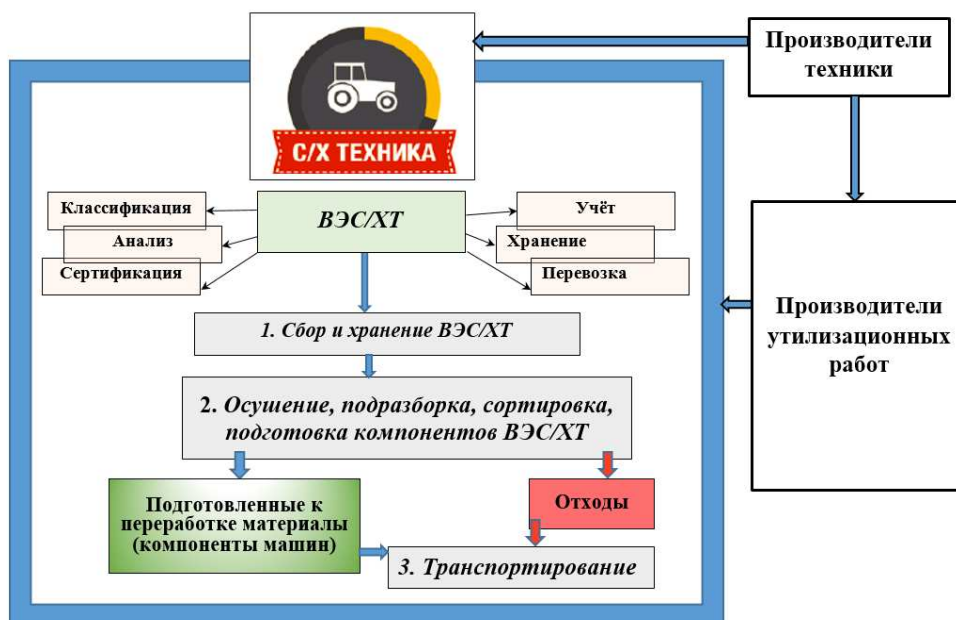 Производители
техники
С/Х ТЕХНИКА
Классификация
Анализ
Сертификация
ВЭС/ХТ
Учёт
Хранение
Перевозка
1. Сбор и хранение ВЭС/ХТ
2. Осушение, подразборка, сортировка,
подготовка компонентов ВЭС/ХТ
Подготовленные к
переработке материалы
(компоненты машин)
Отходы
3. Транспортирование
Производители
утилизационных
работ